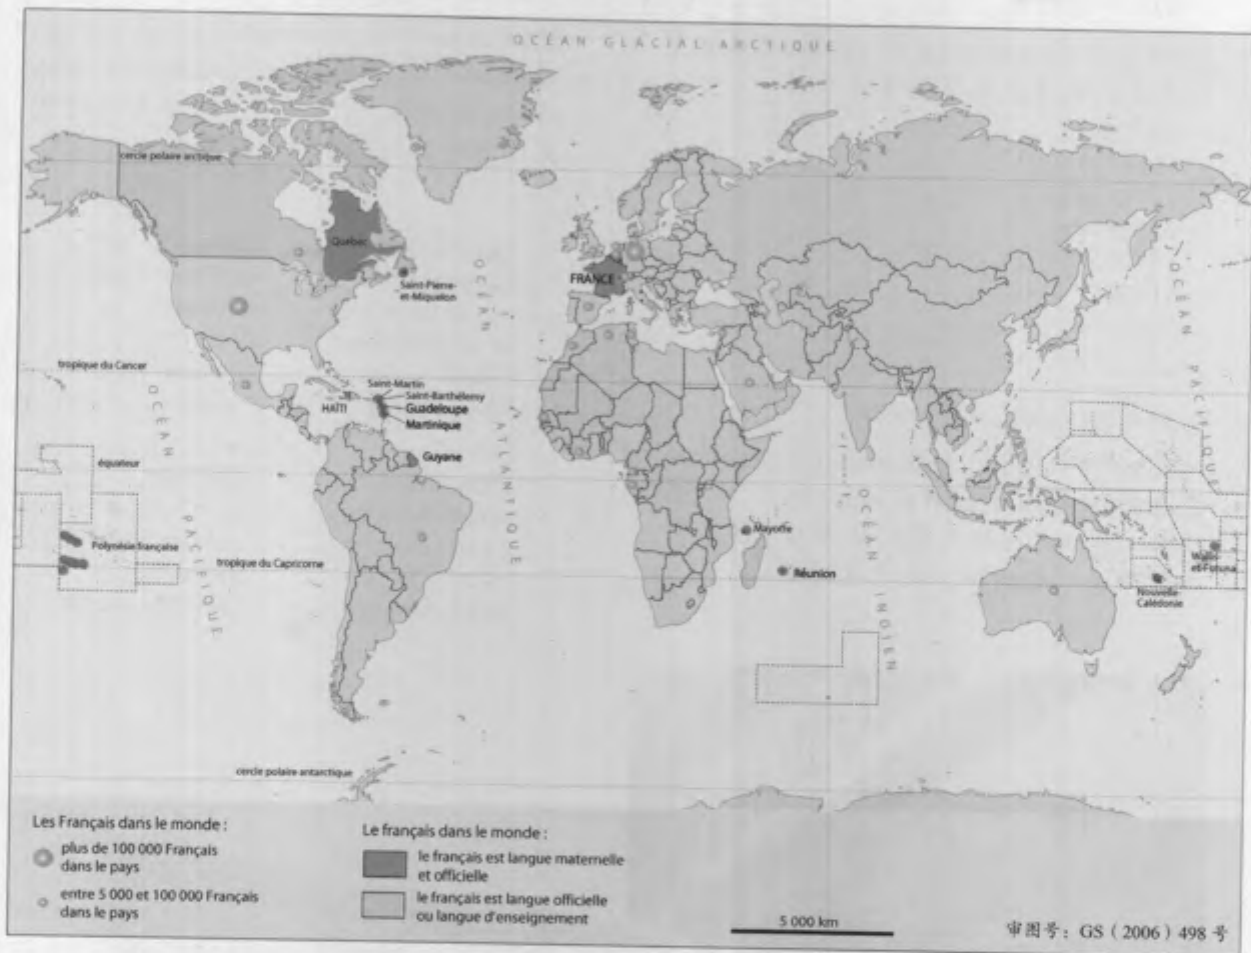 OCÉAN GLACIAL ARCTIQUE
cercle polaire arctique
Québec
Saint-Pierre-
et-Miquelon
FRANCE
OCÉAN
ATLANTIQUE
OCÉAN
PACIFIQUE
tropique du Cancer
OCÉAN
PACIFIQUE
Saint-Martin
Saint-Barthélemy
HAÏTI
Guadeloupe
Martinique
Guyane
équateur
Polynésie française
tropique du Capricorne
Mayotte
Réunion
OCÉAN
INDIEN
Wallis-
et-Futuna
Nouvelle-
Calédonie
cercle polaire antarctique
Les Français dans le monde :
plus de 100 000 Français
dans le pays
entre 5 000 et 100 000 Français
dans le pays
Le français dans le monde :
le français est langue maternelle
et officielle
le français est langue officielle
ou langue d'enseignement
5 000 km
审图号：GS（2006）498 号